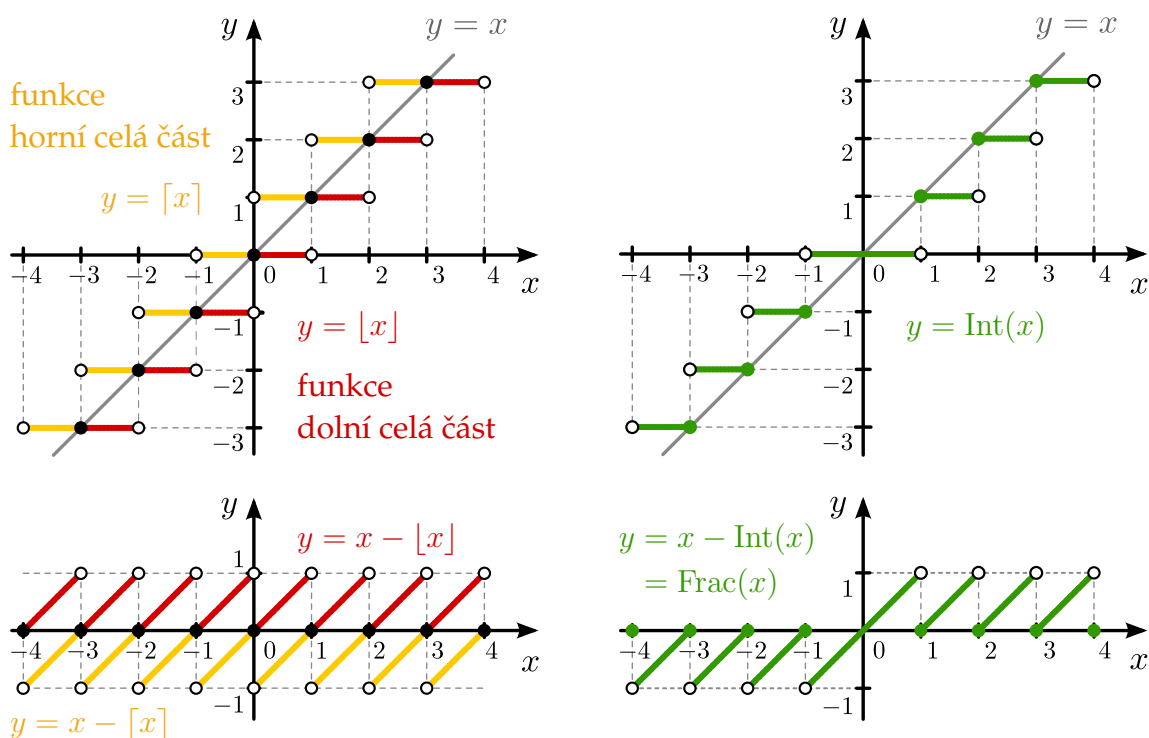 y
y = x
3
funkce
horní celá část
2
y = ⌈x⌉
1
−4 −3 −2 −1 0 1 2 3 4
x
−1
y = ⌊x⌋
−2
funkce
dolní celá část
−3
y
y = x
3
2
1
−4 −3 −2 −1 0 1 2 3 4
x
−1
y = Int(x)
−2
−3
y
y = x − ⌊x⌋
1
−4 −3 −2 −1 0 1 2 3 4
x
−1
y = x − ⌈x⌉
y
y = x − Int(x)
= Frac(x)
1
−4 −3 −2 −1 0 1 2 3 4
x
−1